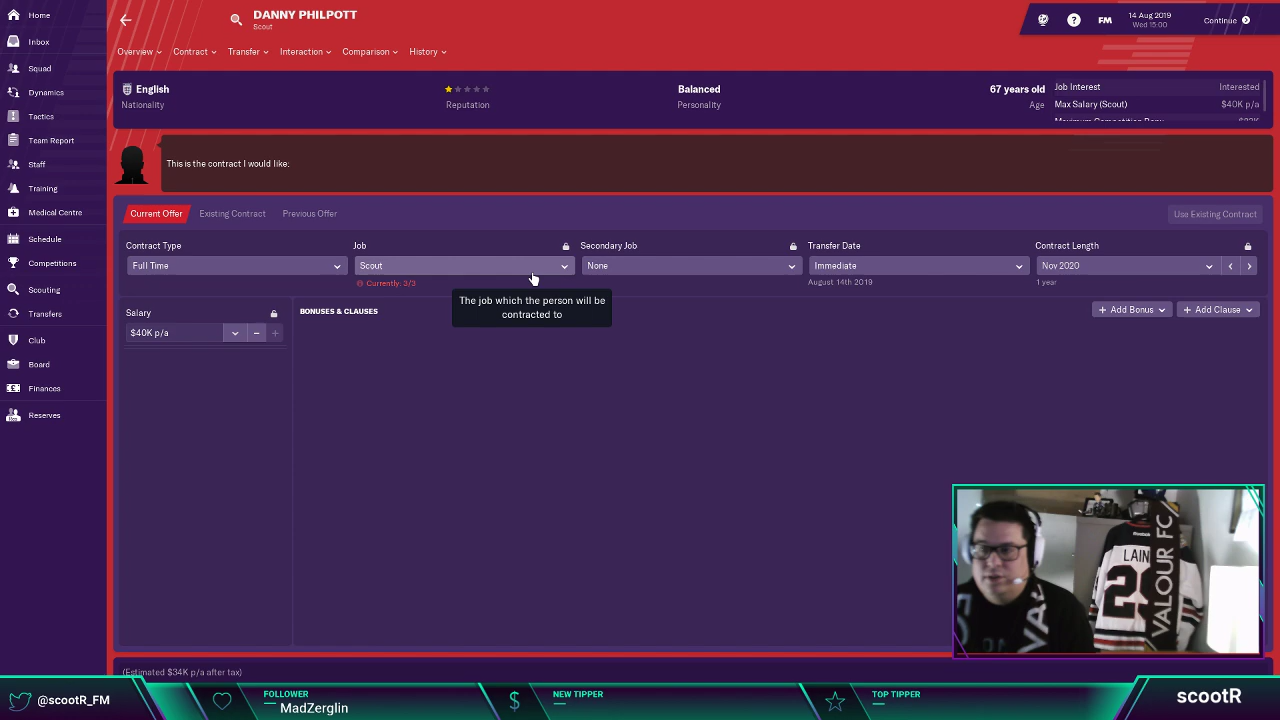 Home
Inbox
Squad
Dynamics
Tactics
Team Report
Staff
Training
Medical Centre
Schedule
Competitions
Scouting
Transfers
Club
Board
Finances
Reserves
DANNY PHILPOTT
Scout
FM
14 Aug 2019
Wed 15:00
Continue
Overview
Contract
Transfer
Interaction
Comparison
History
English
Nationality
Reputation
Balanced
Personality
67 years old
Age
Job Interest Interested
Max Salary (Scout) $40K p/a
This is the contract I would like:
Current Offer
Existing Contract
Previous Offer
Use Existing Contract
Contract Type
Full Time
Job
Scout
Currently: 3/3
Secondary Job
None
Transfer Date
Immediate
August 14th 2019
Contract Length
Nov 2020
1 year
The job which the person will be
contracted to
Salary
$40K p/a
BONUSES & CLAUSES
+ Add Bonus
+ Add Clause
(Estimated $34K p/a after tax)
Reebok
LAIN
2
VALOUR FC
@scootR_FM
FOLLOWER
MadZerglin
NEW TIPPER
TOP TIPPER
scootR